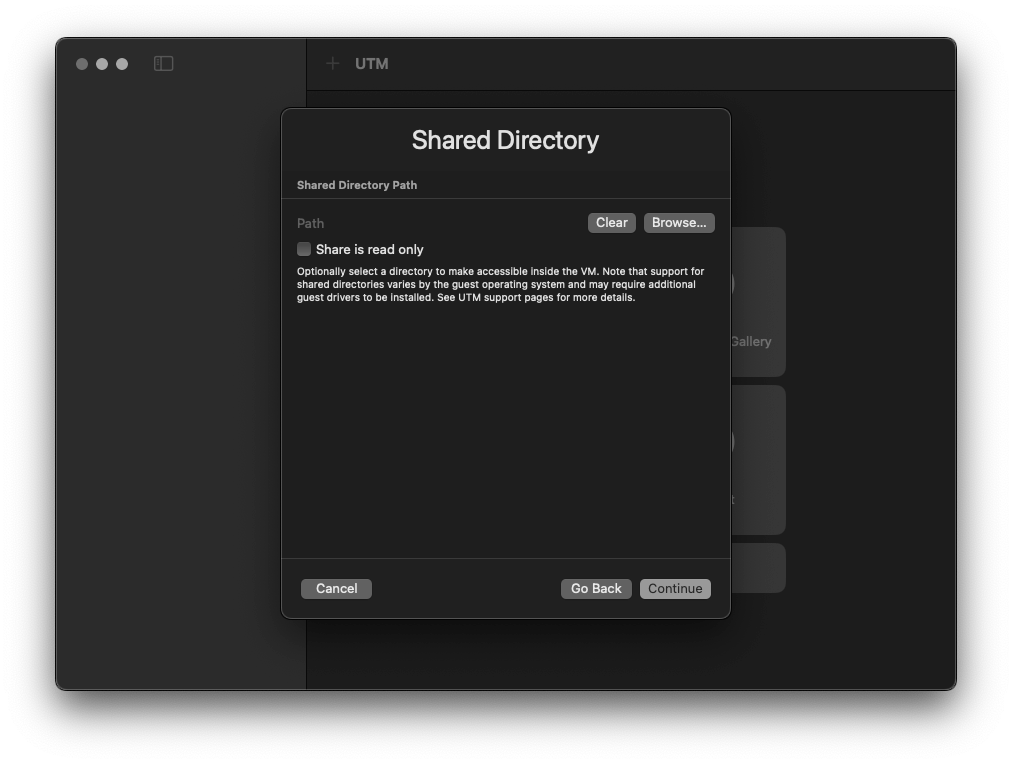 UTM
Shared Directory
Shared Directory Path
Path
Clear
Browse...
Share is read only
Optionally select a directory to make accessible inside the VM. Note that support for
shared directories varies by the guest operating system and may require additional
guest drivers to be installed. See UTM support pages for more details.
Gallery
Cancel
Go Back
Continue